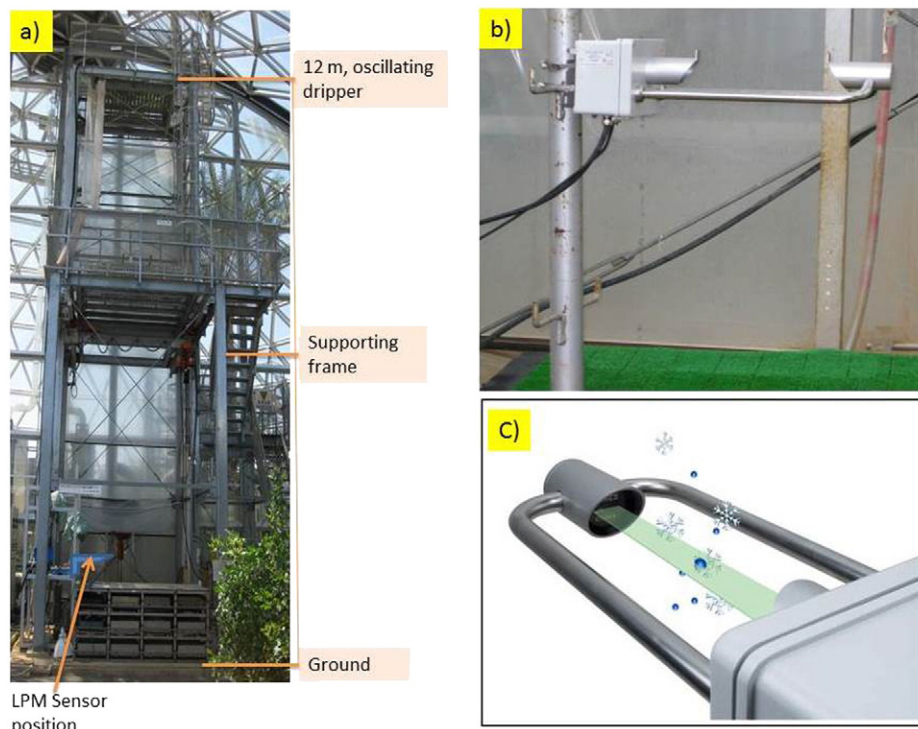 a)
12 m, oscillating
dripper
Supporting
frame
Ground
LPM Sensor
position
b)
C)